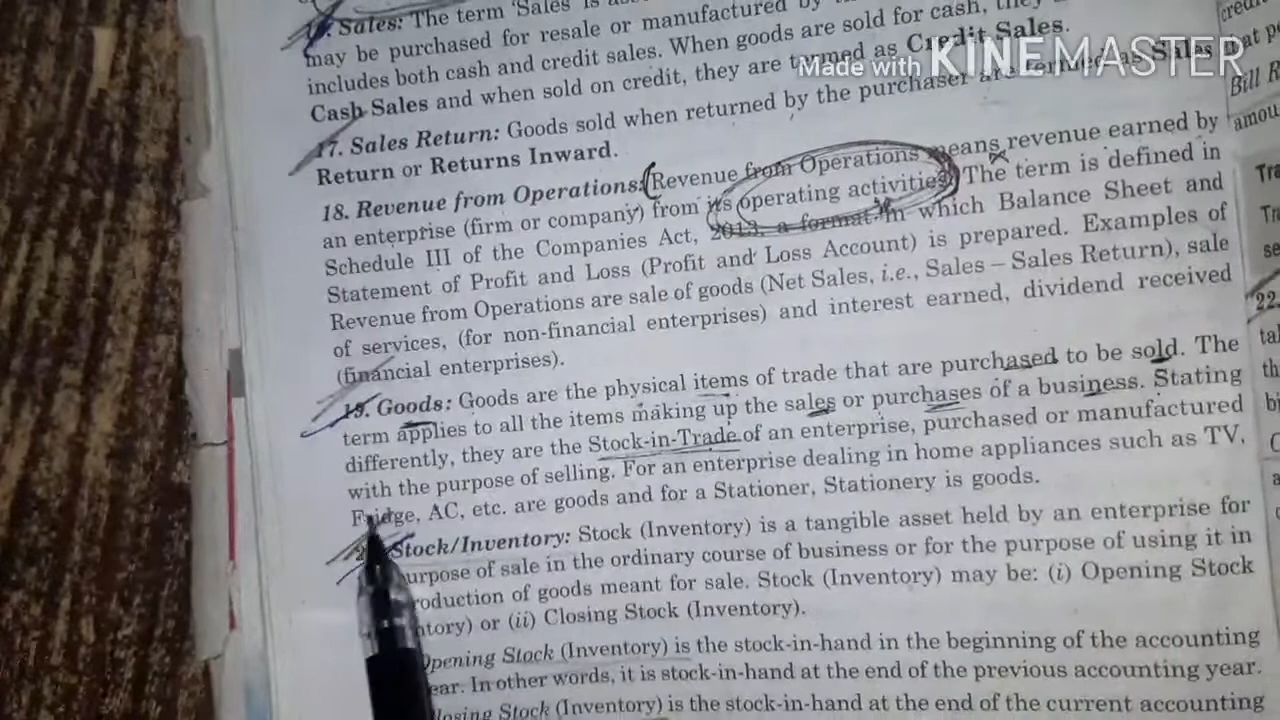 Sales: The term 'Sales' is
may be purchased for resale or manufactured by
includes both cash and credit sales. When goods are sold for cash, they
Cash Sales and when sold on credit, they are termed as Credit Sales.
17. Sales Return: Goods sold when returned by the purchaser are termed as Sales
Return or Returns Inward.
18. Revenue from Operations: Revenue from Operations means revenue earned by
an enterprise (firm or company) from its operating activities. The term is defined in
Schedule III of the Companies Act, 2013, a format in which Balance Sheet and
Statement of Profit and Loss (Profit and Loss Account) is prepared. Examples of
Revenue from Operations are sale of goods (Net Sales, i.e., Sales – Sales Return), sale
of services, (for non-financial enterprises) and interest earned, dividend received
(financial enterprises).
19. Goods: Goods are the physical items of trade that are purchased to be sold. The
term applies to all the items making up the sales or purchases of a business. Stating
differently, they are the Stock-in-Trade of an enterprise, purchased or manufactured
with the purpose of selling. For an enterprise dealing in home appliances such as TV,
Fridge, AC, etc. are goods and for a Stationer, Stationery is goods.
Stock/Inventory: Stock (Inventory) is a tangible asset held by an enterprise for
urpose of sale in the ordinary course of business or for the purpose of using it in
roduction of goods meant for sale. Stock (Inventory) may be: (i) Opening Stock
ntory) or (ii) Closing Stock (Inventory).
Opening Stock (Inventory) is the stock-in-hand in the beginning of the accounting
ear. In other words, it is stock-in-hand at the end of the previous accounting year.
losing Stock (Inventory) is the stock-in-hand at the end of the current accounting
Made with KINEMASTER
Bill R
amou
Tra
22.